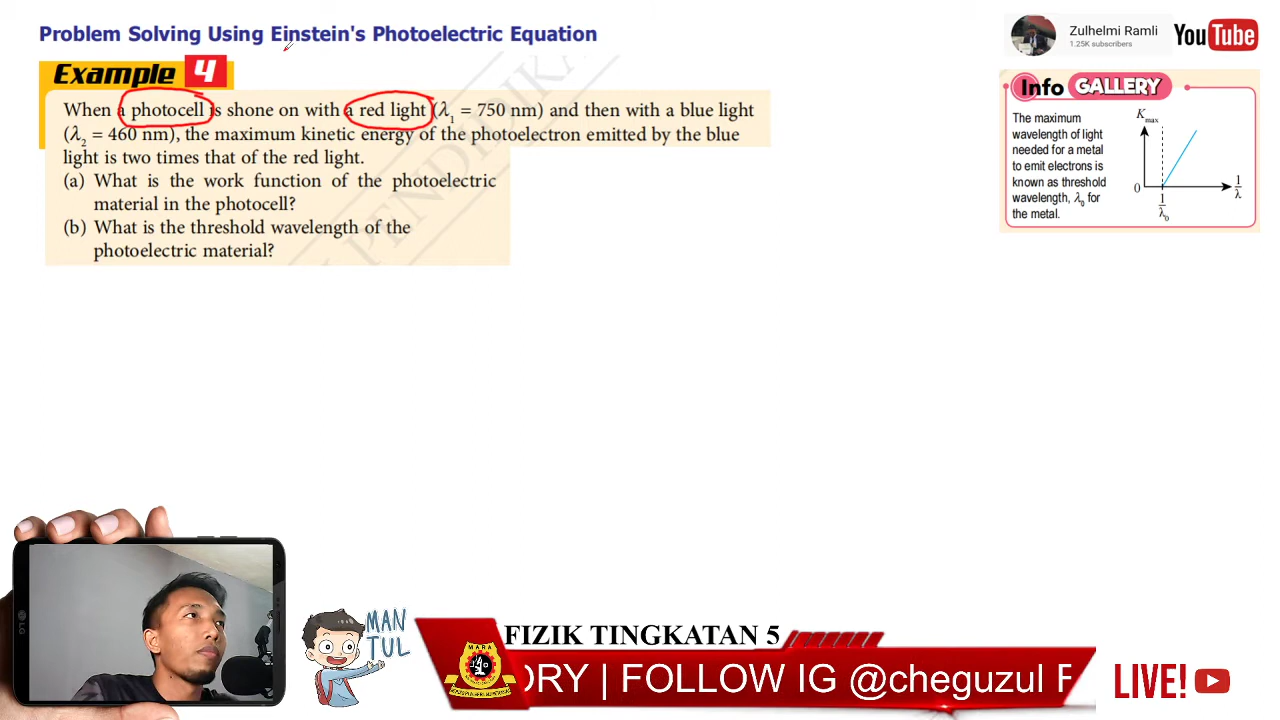 Problem Solving Using Einstein's Photoelectric Equation
Zulhelmi Ramli
1.25K subscribers
YouTube
Example 4
When a photocell is shone on with a red light (λ₁ = 750 nm) and then with a blue light
(λ₂ = 460 nm), the maximum kinetic energy of the photoelectron emitted by the blue
light is two times that of the red light.
(a) What is the work function of the photoelectric
material in the photocell?
(b) What is the threshold wavelength of the
photoelectric material?
PENDIDIKA
Info GALLERY
The maximum
wavelength of light
needed for a metal
to emit electrons is
known as threshold
wavelength, λ₀ for
the metal.
Kmax
0
1/λ₀
1/λ
LG
MAN
TUL
FIZIK TINGKATAN 5
MARA
ORY | FOLLOW IG @cheguzul F
LIVE!